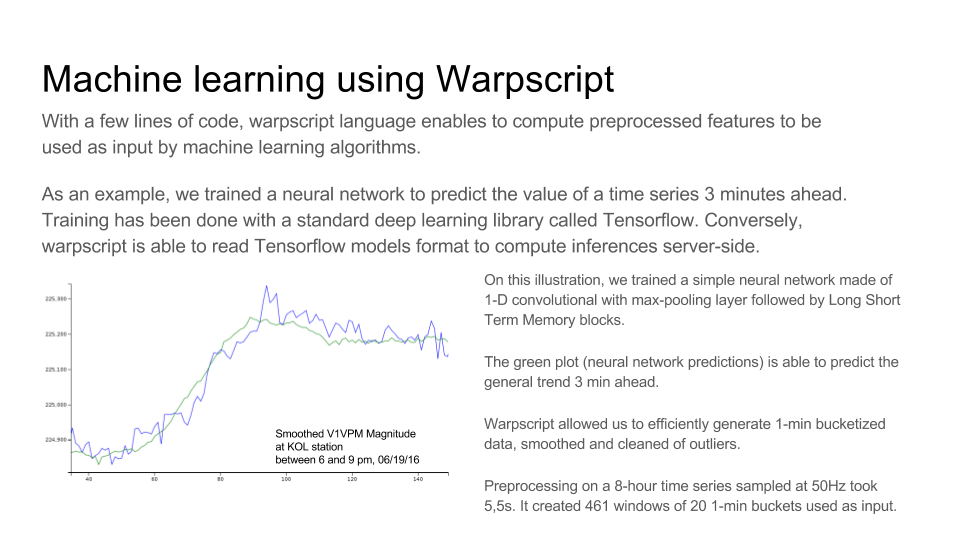 Machine learning using Warpscript
With a few lines of code, warpscript language enables to compute preprocessed features to be
used as input by machine learning algorithms.
As an example, we trained a neural network to predict the value of a time series 3 minutes ahead.
Training has been done with a standard deep learning library called Tensorflow. Conversely,
warpscript is able to read Tensorflow models format to compute inferences server-side.
225,300
225,200
225,100
225,000
224,900
40 60 80 100 120 140
Smoothed V1VPM Magnitude
at KOL station
between 6 and 9 pm, 06/19/16
On this illustration, we trained a simple neural network made of
1-D convolutional with max-pooling layer followed by Long Short
Term Memory blocks.
The green plot (neural network predictions) is able to predict the
general trend 3 min ahead.
Warpscript allowed us to efficiently generate 1-min bucketized
data, smoothed and cleaned of outliers.
Preprocessing on a 8-hour time series sampled at 50Hz took
5,5s. It created 461 windows of 20 1-min buckets used as input.